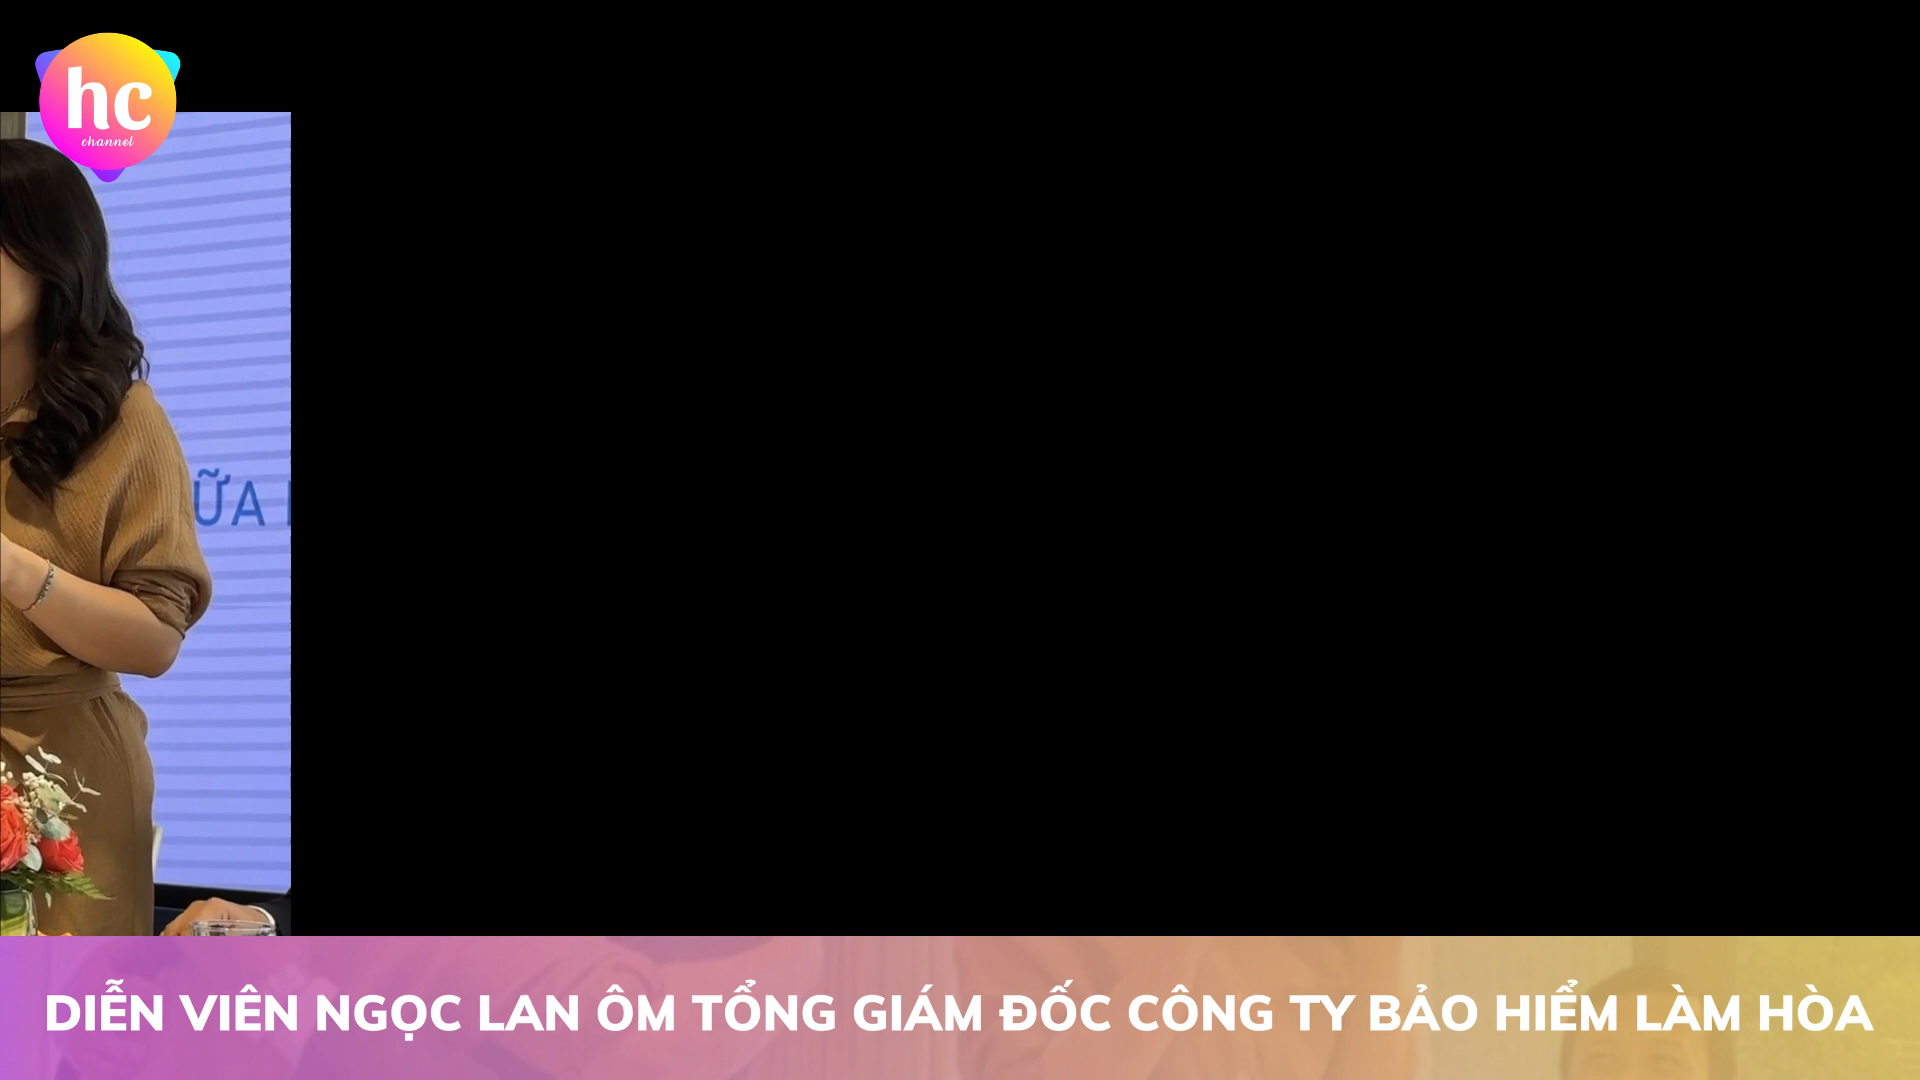 hc
channel
ỮA
DIỄN VIÊN NGỌC LAN ÔM TỔNG GIÁM ĐỐC CÔNG TY BẢO HIỂM LÀM HÒA